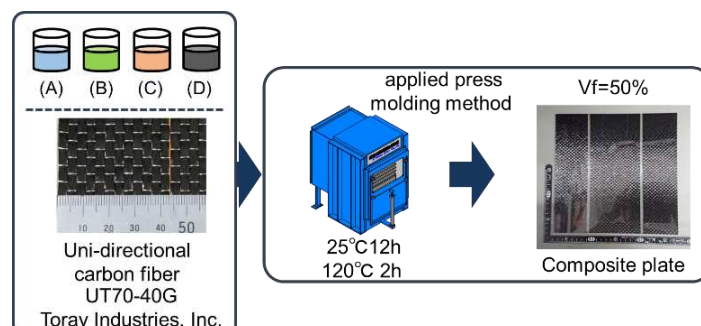 (A) (B) (C) (D)
10 20 30 40 50
Uni-directional
carbon fiber
UT70-40G
Toray Industries, Inc.
applied press
molding method
25℃12h
120℃ 2h
Vf=50%
Composite plate